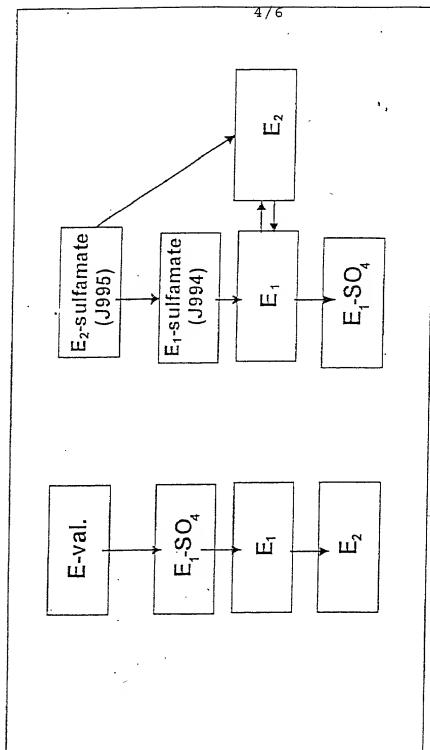 4/6
E-val.
E₁-SO₄
E₁
E₂
E₂-sulfamate
(J995)
E₁-sulfamate
(J994)
E₁
E₂
E₁-SO₄